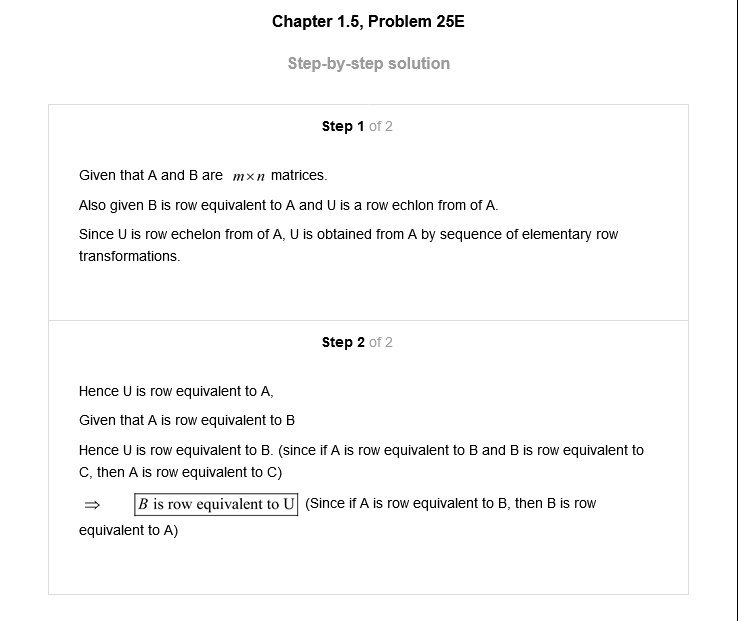 Chapter 1.5, Problem 25E
Step-by-step solution
Step 1 of 2
Given that A and B are m×n matrices.
Also given B is row equivalent to A and U is a row echlon from of A.
Since U is row echelon from of A, U is obtained from A by sequence of elementary row
transformations.
Step 2 of 2
Hence U is row equivalent to A,
Given that A is row equivalent to B
Hence U is row equivalent to B. (since if A is row equivalent to B and B is row equivalent to
C, then A is row equivalent to C)
⇒ B is row equivalent to U (Since if A is row equivalent to B, then B is row
equivalent to A)